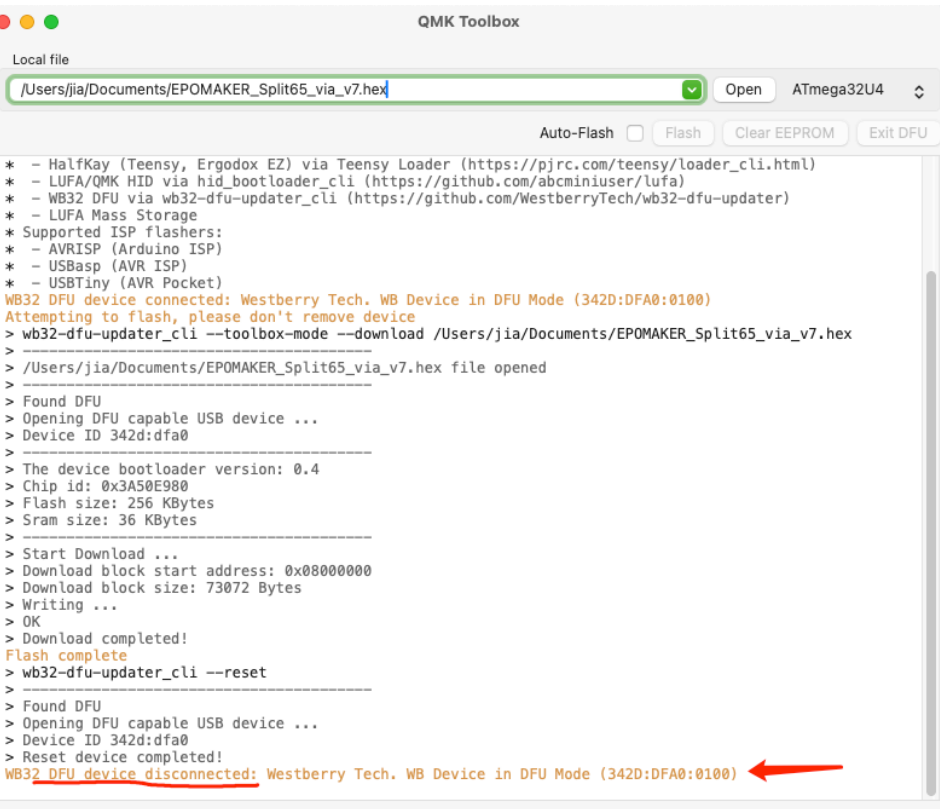 QMK Toolbox
Local file
/Users/jia/Documents/EPOMAKER_Split65_via_v7.hex Open ATmega32U4
Auto-Flash Flash Clear EEPROM Exit DFU
*  - HalfKay (Teensy, Ergodox EZ) via Teensy Loader (https://pjrc.com/teensy/loader_cli.html)
*  - LUFA/QMK HID via hid_bootloader_cli (https://github.com/abcminiuser/lufa)
*  - WB32 DFU via wb32-dfu-updater_cli (https://github.com/WestberryTech/wb32-dfu-updater)
*  - LUFA Mass Storage
* Supported ISP flashers:
*  - AVRISP (Arduino ISP)
*  - USBasp (AVR ISP)
*  - USBTiny (AVR Pocket)
WB32 DFU device connected: Westberry Tech. WB Device in DFU Mode (342D:DFA0:0100)
Attempting to flash, please don't remove device
> wb32-dfu-updater_cli --toolbox-mode --download /Users/jia/Documents/EPOMAKER_Split65_via_v7.hex
> ----------------------------------------
> /Users/jia/Documents/EPOMAKER_Split65_via_v7.hex file opened
> ----------------------------------------
> Found DFU
> Opening DFU capable USB device ...
> Device ID 342d:dfa0
> ----------------------------------------
> The device bootloader version: 0.4
> Chip id: 0x3A50E980
> Flash size: 256 KBytes
> Sram size: 36 KBytes
> ----------------------------------------
> Start Download ...
> Download block start address: 0x08000000
> Download block size: 73072 Bytes
> Writing ...
> OK
> Download completed!
Flash complete
> wb32-dfu-updater_cli --reset
> ----------------------------------------
> Found DFU
> Opening DFU capable USB device ...
> Device ID 342d:dfa0
> Reset device completed!
WB32 DFU device disconnected: Westberry Tech. WB Device in DFU Mode (342D:DFA0:0100)